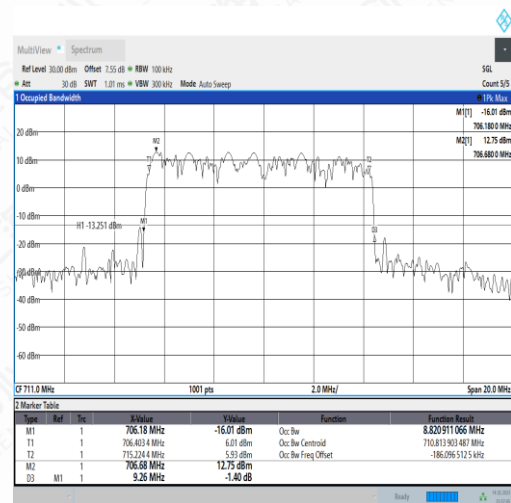 MultiView Spectrum
Ref Level 30.00 dBm Offset 7.55 dB RBW 100 kHz SGL
Att 30 dB SWT 1.01 ms VBW 300 kHz Mode Auto Sweep Count 5/5
1 Occupied Bandwidth 1Pk Max
M1[1] -16.01 dBm
706.180 0 MHz
M2[1] 12.75 dBm
706.680 0 MHz
20 dBm
M2
T1
10 dBm
0 dBm
H1 -13.251 dBm
M1
-10 dBm
D3
-20 dBm
-30 dBm
-40 dBm
-50 dBm
-60 dBm
CF 711.0 MHz 1001 pts 2.0 MHz/ Span 20.0 MHz
2 Marker Table
Type Ref Trc X-Value Y-Value Function Function Result
M1 1 706.18 MHz -16.01 dBm Occ Bw 8.820 911 066 MHz
T1 1 706.403 4 MHz 6.01 dBm Occ Bw Centroid 710.813 903 487 MHz
T2 1 715.224 4 MHz 5.93 dBm Occ Bw Freq Offset -186.096 512 5 kHz
M2 1 706.68 MHz 12.75 dBm
D3 M1 1 9.26 MHz -1.40 dB
Ready